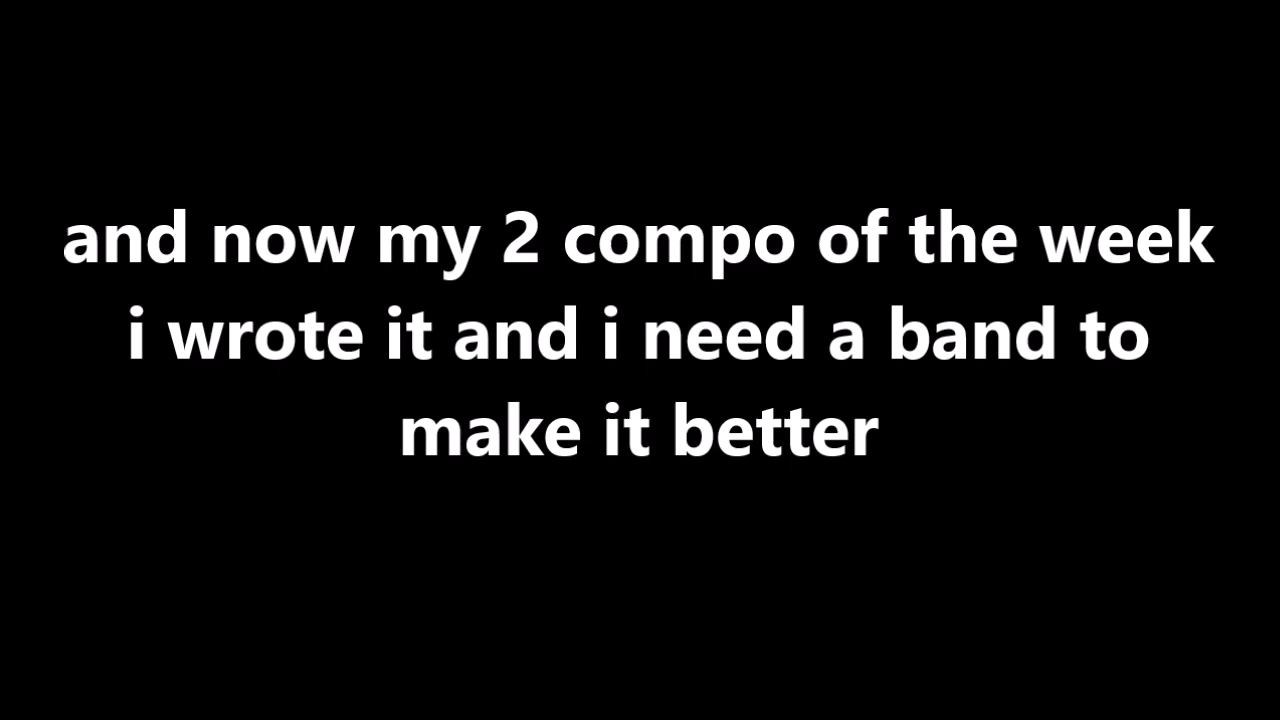 and now my 2 compo of the week
i wrote it and i need a band to
make it better